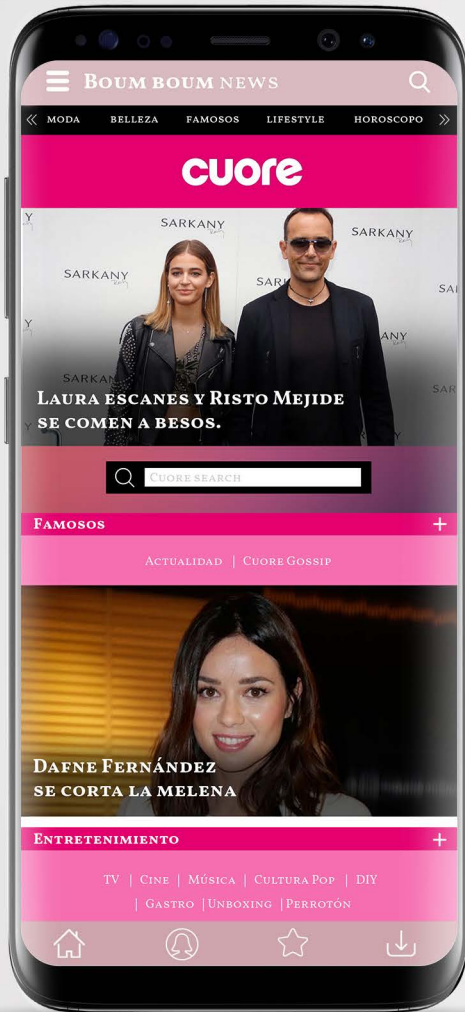 BOUM BOUM NEWS
« MODA BELLEZA FAMOSOS LIFESTYLE HOROSCOPO »
cuore
SARKANY
SARKANY
SARKANY
LAURA ESCANES Y RISTO MEJIDE
SE COMEN A BESOS.
CUORE SEARCH
FAMOSOS +
ACTUALIDAD | CUORE GOSSIP
DAFNE FERNÁNDEZ
SE CORTA LA MELENA
ENTRETENIMIENTO +
TV | CINE | MÚSICA | CULTURA POP | DIY
| GASTRO | UNBOXING | PERROTÓN